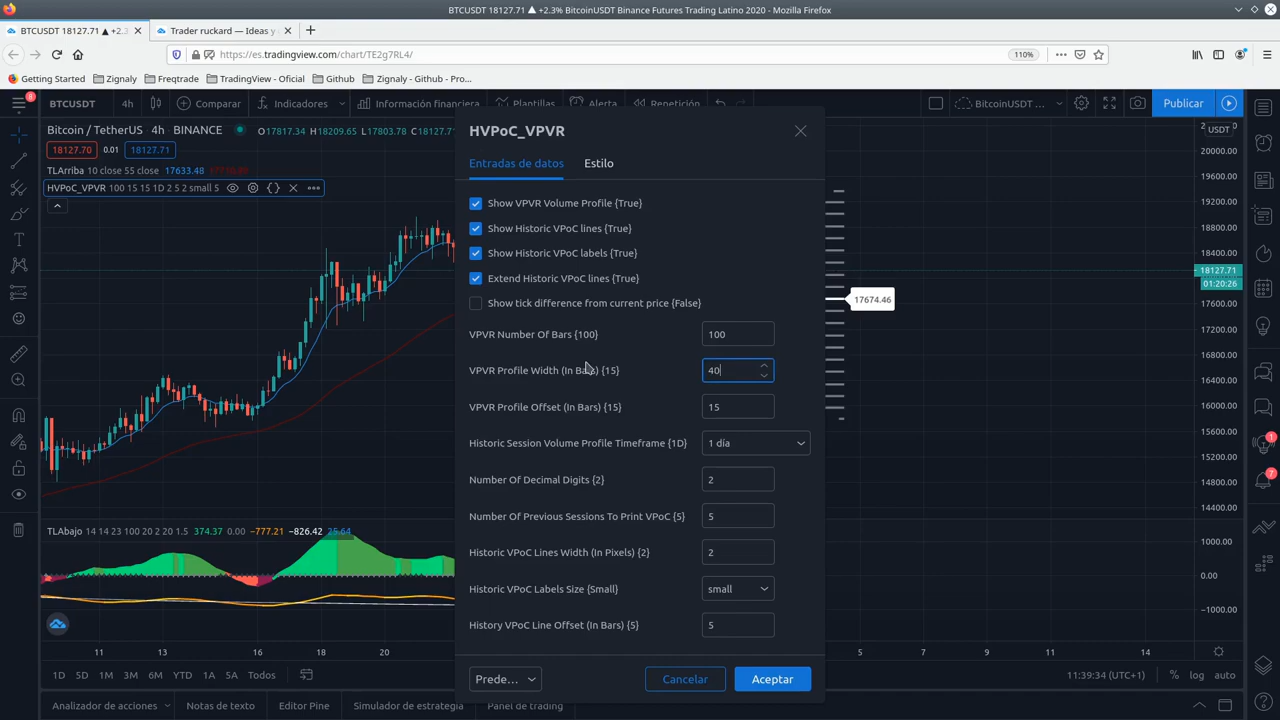 BTCUSDT 18127.71 ▲ +2.3% BitcoinUSDT Binance Futures Trading Latino 2020 — Mozilla Firefox
BTCUSDT 18127.71 ▲ +2.3
Trader ruckard — Ideas y
https://es.tradingview.com/chart/TE2g7RL4/
110%
Getting Started
Zignaly
Freqtrade
TradingView - Oficial
Github
Zignaly - Github - Pro...
8
BTCUSDT
4h
Comparar
Indicadores
Información financiera
Plantillas
Alerta
Repetición
BitcoinUSDT ...
Publicar
Bitcoin / TetherUS
4h
BINANCE
O17817.34 H18209.65 L17803.78 C18127.71
18127.70
0.01
18127.71
TLArriba 10 close 55 close 17633.48
HVPoC_VPVR 100 15 15 1D 2 5 2 small 5
HVPoC_VPVR
Entradas de datos
Estilo
Show VPVR Volume Profile {True}
Show Historic VPoC lines {True}
Show Historic VPoC labels {True}
Extend Historic VPoC lines {True}
Show tick difference from current price {False}
VPVR Number Of Bars {100}
100
VPVR Profile Width (In Bars) {15}
40
VPVR Profile Offset (In Bars) {15}
15
Historic Session Volume Profile Timeframe {1D}
1 día
Number Of Decimal Digits {2}
2
Number Of Previous Sessions To Print VPoC {5}
5
Historic VPoC Lines Width (In Pixels) {2}
2
Historic VPoC Labels Size {Small}
small
History VPoC Line Offset (In Bars) {5}
5
Prede...
Cancelar
Aceptar
17674.46
USDT
20000.00
19600.00
19200.00
18800.00
18400.00
18127.71
01:20:26
17600.00
17200.00
16800.00
16400.00
16000.00
15600.00
15200.00
14800.00
14400.00
1000.00
0.00
−1000.00
1
7
TLAbajo 14 14 23 100 20 2 20 1.5 374.37 0.00 −777.21 −826.42 25.64
11
13
16
18
20
5
7
9
11
14
1D
5D
1M
3M
6M
YTD
1A
5A
Todos
11:39:34 (UTC+1)
%
log
auto
Analizador de acciones
Notas de texto
Editor Pine
Simulador de estrategia
Panel de trading